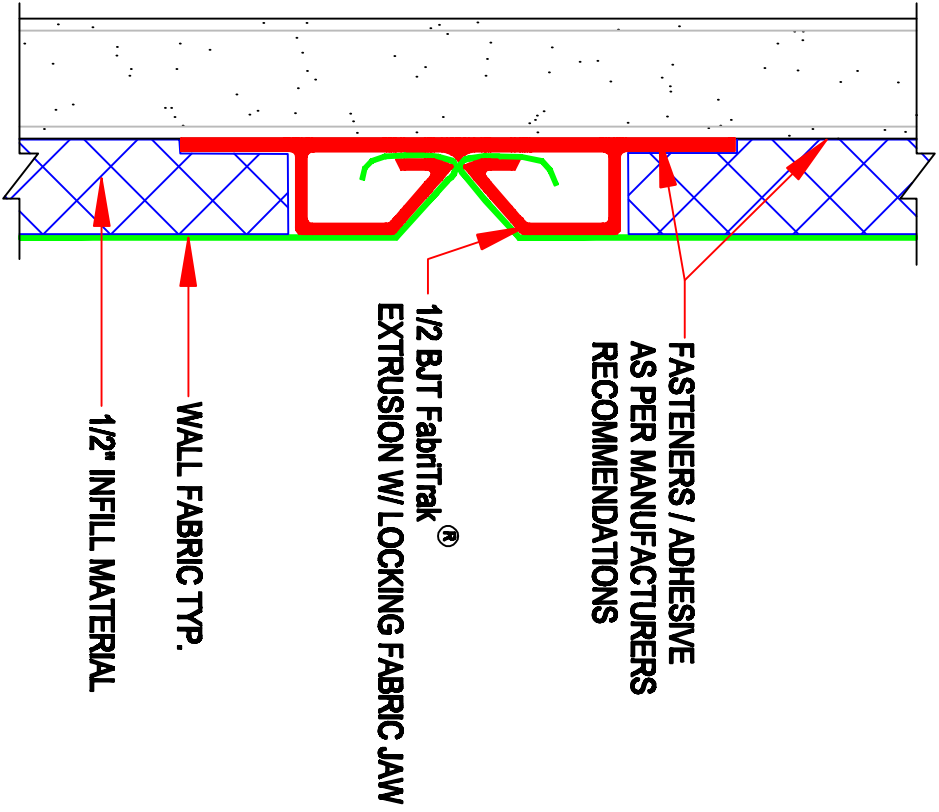 FASTENERS / ADHESIVE
AS PER MANUFACTURERS
RECOMMENDATIONS
1/2 BJT FabriTrak ®
EXTRUSION W/ LOCKING FABRIC JAW
WALL FABRIC TYP.
1/2" INFILL MATERIAL